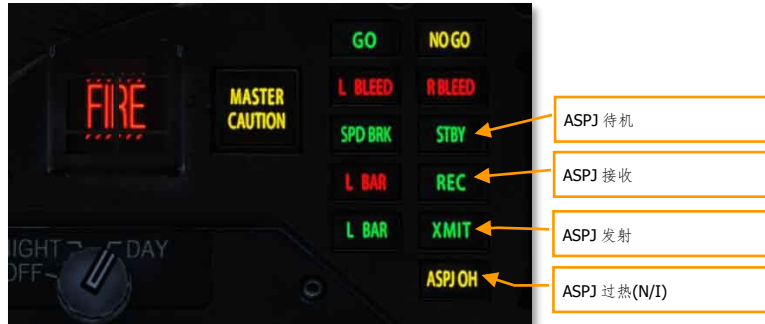 GO NO GO
FIRE
MASTER
CAUTION
L BLEED R BLEED
SPD BRK STBY
ASPJ 待机
L BAR REC
ASPJ 接收
L BAR XMIT
ASPJ 发射
NIGHT DAY
OFF
ASPJ OH
ASPJ 过热(N/I)